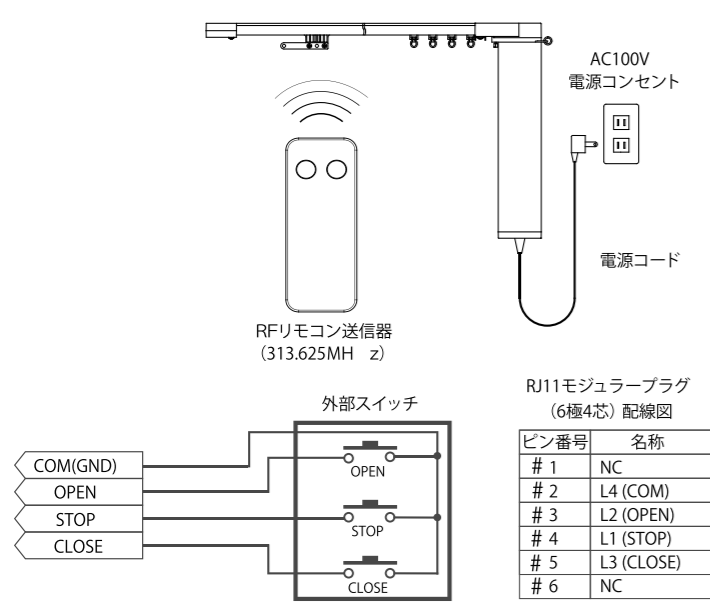 AC100V
電源コンセント
電源コード
RFリモコン送信器
（313.625MH　z）
外部スイッチ
COM(GND)
OPEN
STOP
CLOSE
OPEN
STOP
CLOSE
RJ11モジュラープラグ
（6極4芯）配線図
ピン番号 名称
＃1 NC
＃2 L4 (COM)
＃3 L2 (OPEN)
＃4 L1 (STOP)
＃5 L3 (CLOSE)
＃6 NC